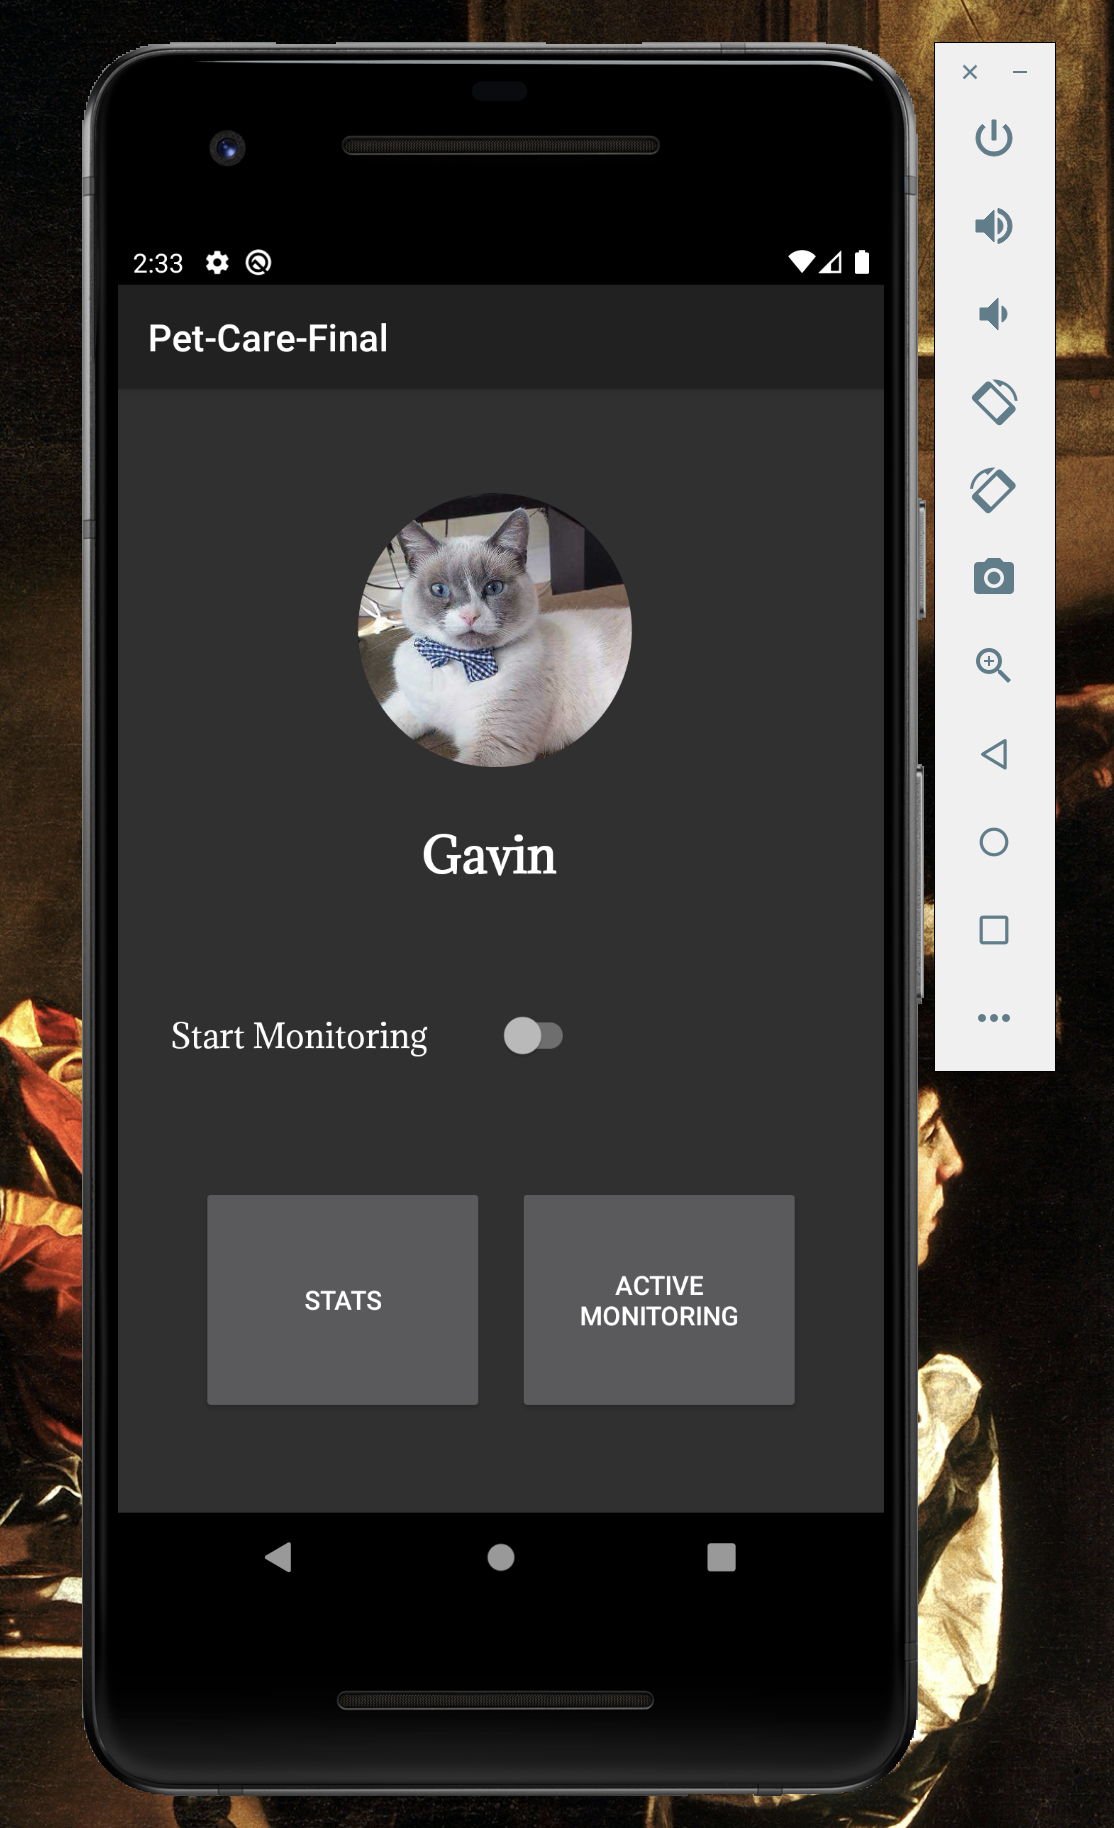 2:33
Pet-Care-Final
Gavin
Start Monitoring
STATS
ACTIVE
MONITORING